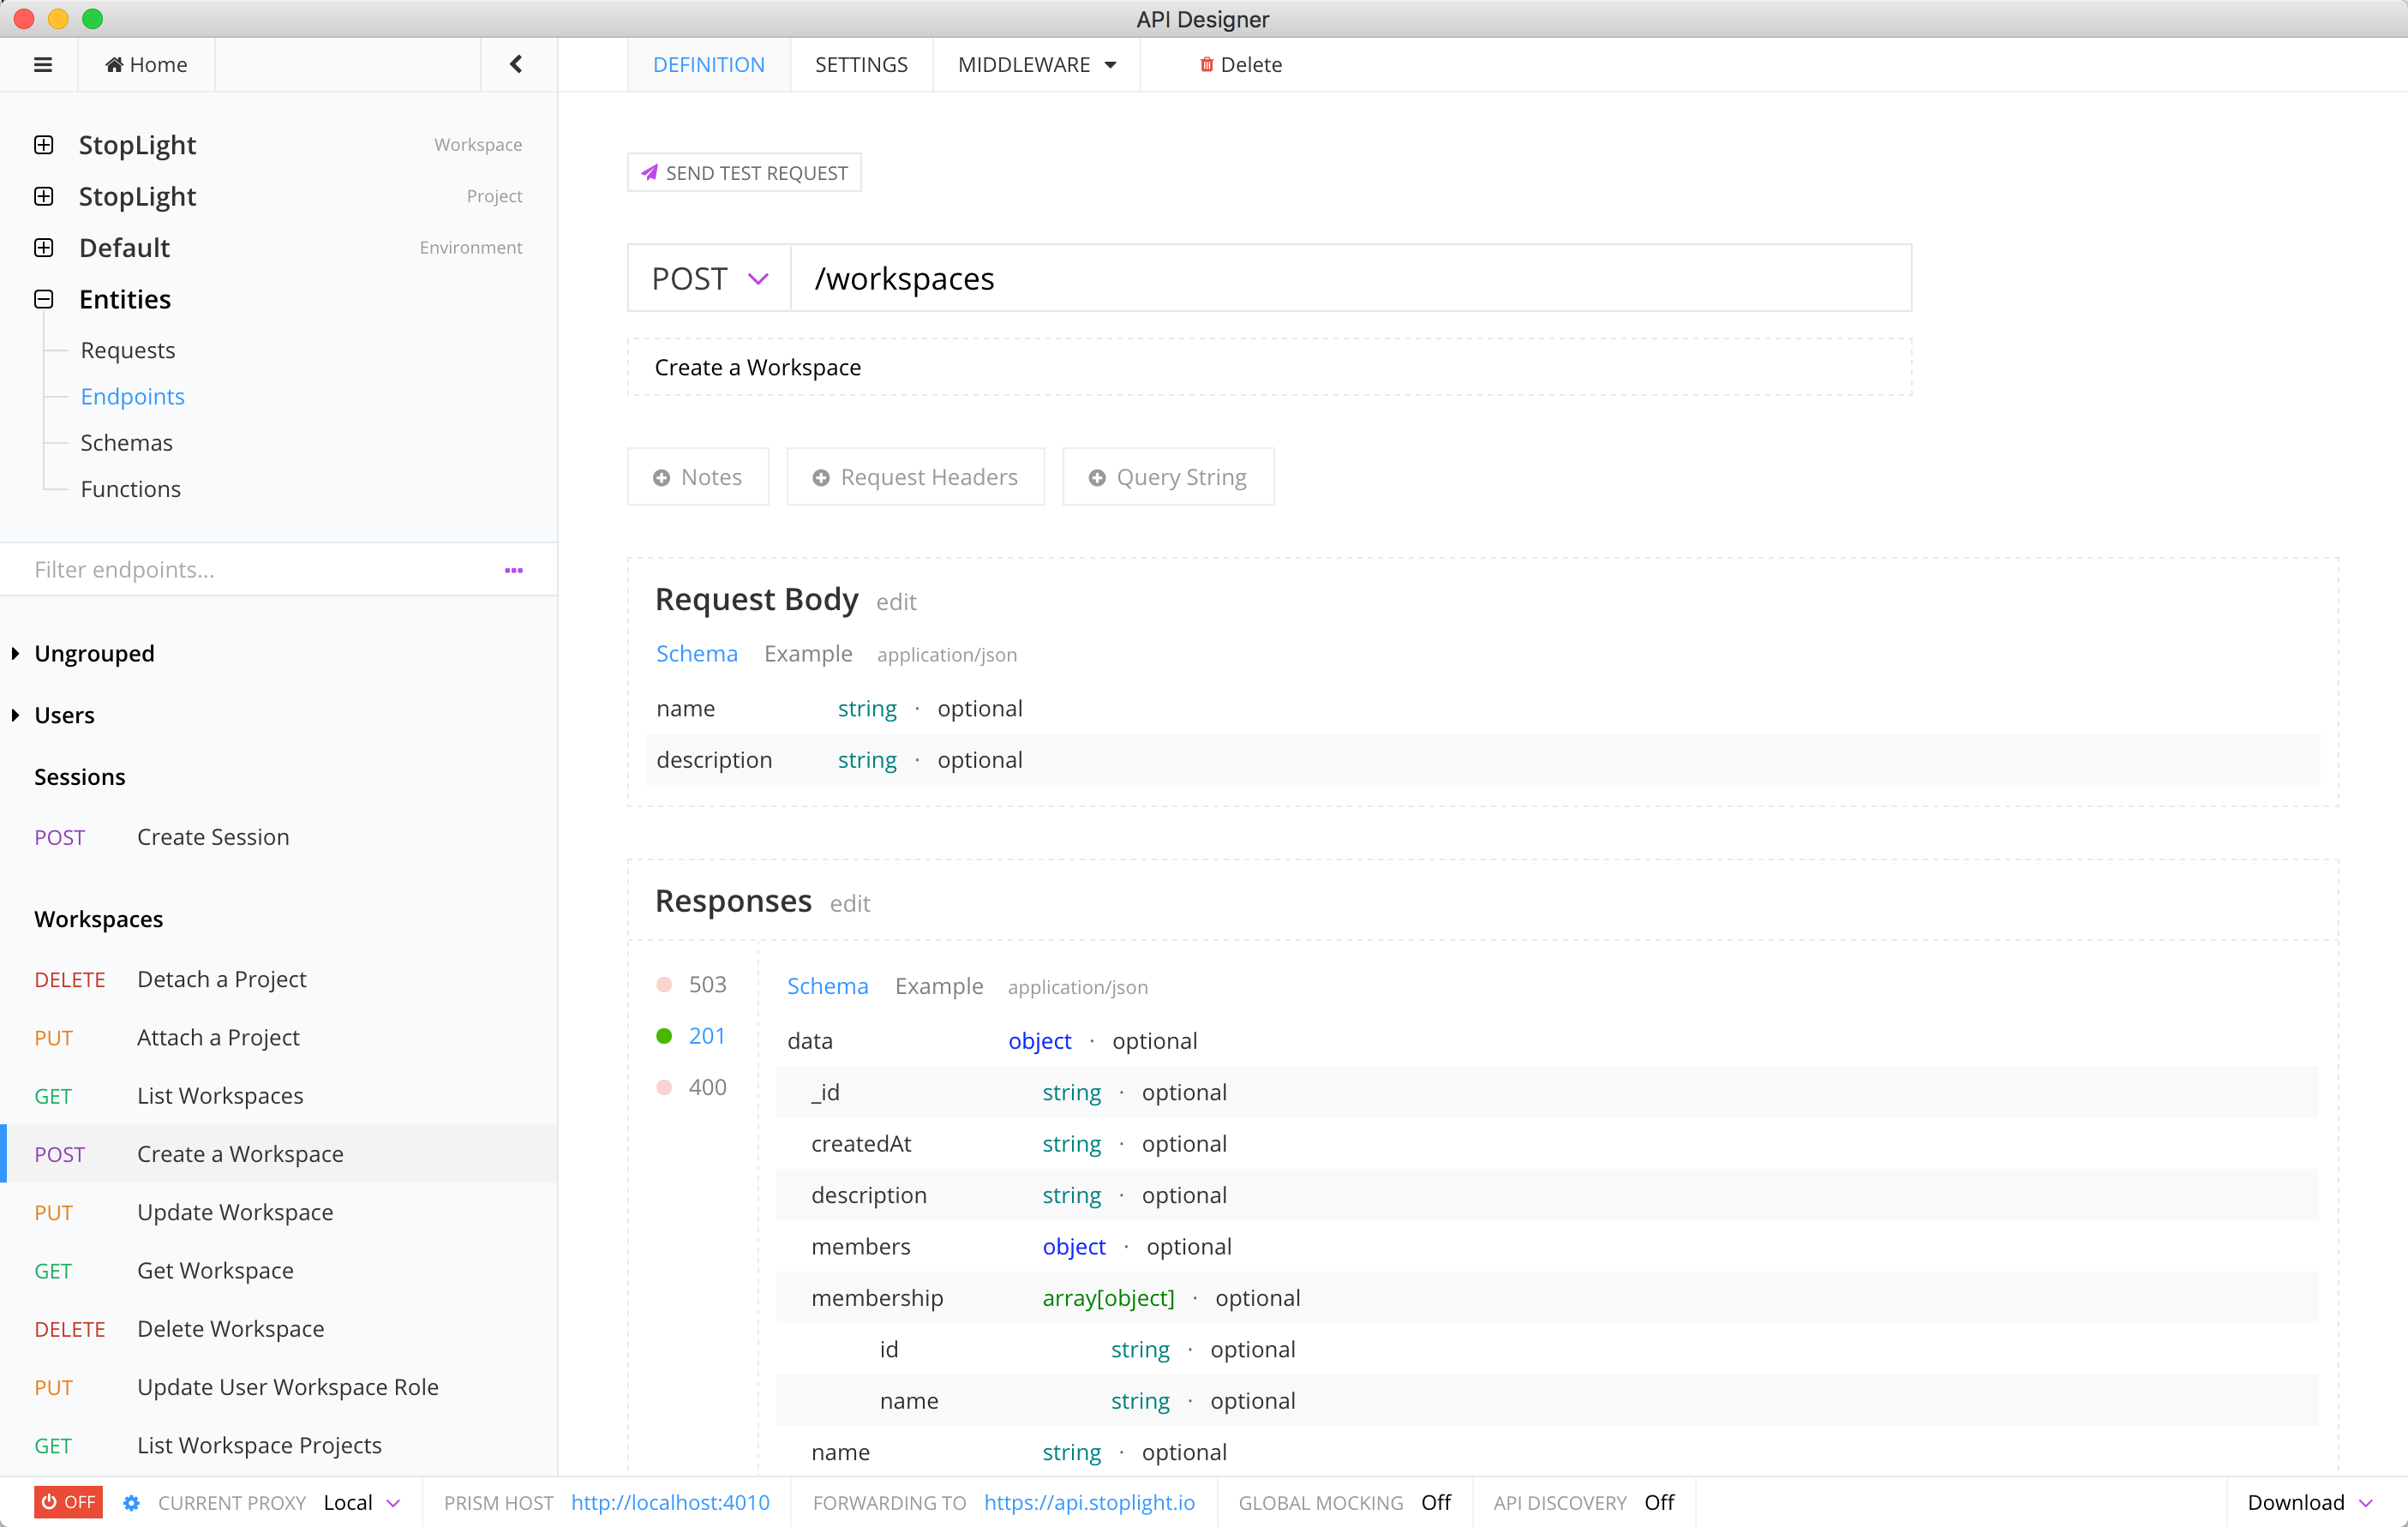 API Designer
Home
DEFINITION SETTINGS MIDDLEWARE Delete
StopLight Workspace
StopLight Project
Default Environment
Entities
Requests
Endpoints
Schemas
Functions
Filter endpoints...
Ungrouped
Users
Sessions
POST Create Session
Workspaces
DELETE Detach a Project
PUT Attach a Project
GET List Workspaces
POST Create a Workspace
PUT Update Workspace
GET Get Workspace
DELETE Delete Workspace
PUT Update User Workspace Role
GET List Workspace Projects
SEND TEST REQUEST
POST /workspaces
Create a Workspace
Notes Request Headers Query String
Request Body edit
Schema Example application/json
name string · optional
description string · optional
Responses edit
503
201
400
Schema Example application/json
data object · optional
_id string · optional
createdAt string · optional
description string · optional
members object · optional
membership array[object] · optional
id string · optional
name string · optional
name string · optional
OFF CURRENT PROXY Local PRISM HOST http://localhost:4010 FORWARDING TO https://api.stoplight.io GLOBAL MOCKING Off API DISCOVERY Off Download